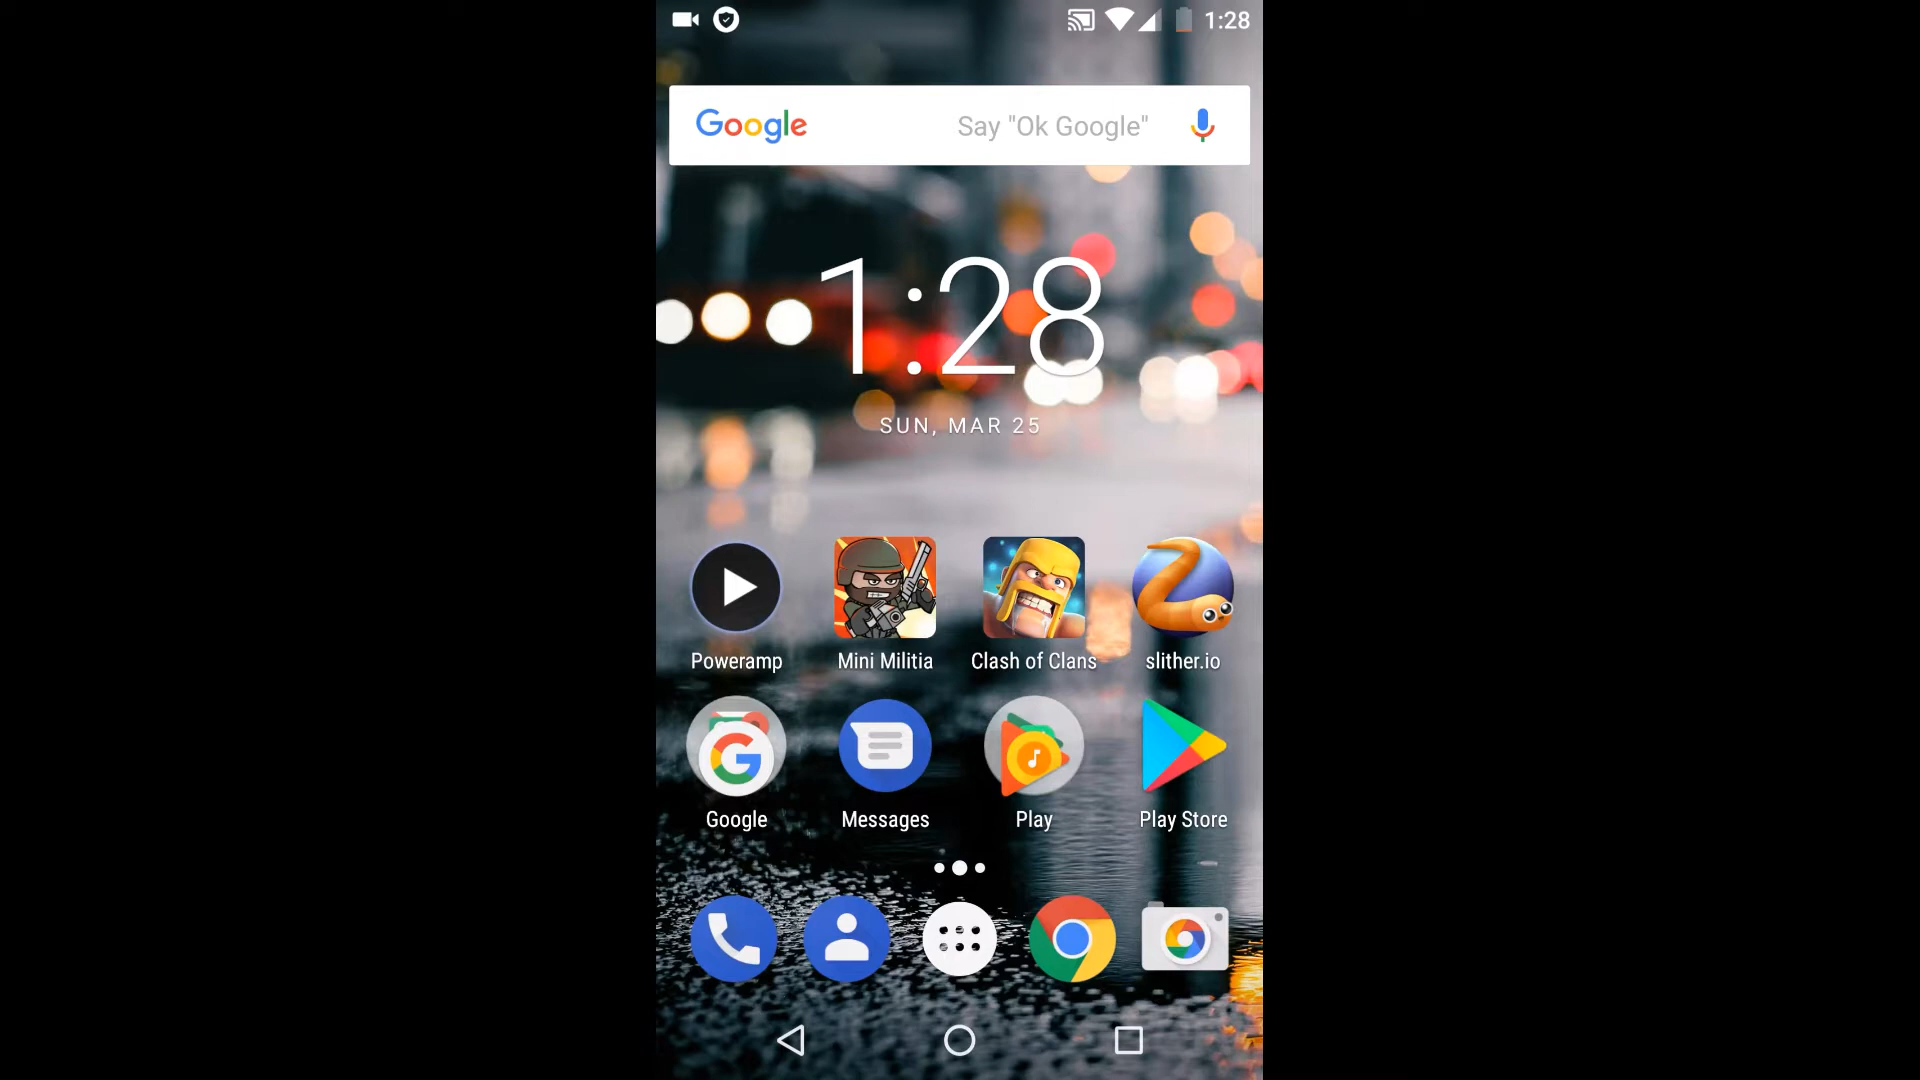 1:28
Google Say "Ok Google"
1:28
SUN, MAR 25
Poweramp Mini Militia Clash of Clans slither.io
Google Messages Play Play Store